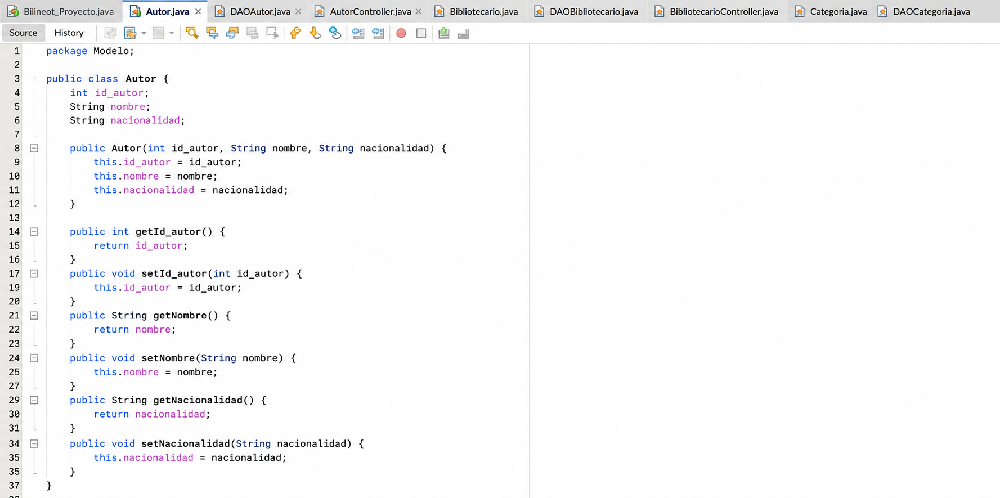 Bilineot_Proyecto.java Autor.java DAOAutor.java AutorController.java Bibliotecario.java DAOBibliotecario.java BibliotecarioController.java Categoria.java DAOCategoria.java
Source History
1 package Modelo;
2
3 public class Autor {
4 int id_autor;
5 String nombre;
6 String nacionalidad;
7
8 public Autor(int id_autor, String nombre, String nacionalidad) {
9 this.id_autor = id_autor;
10 this.nombre = nombre;
11 this.nacionalidad = nacionalidad;
12 }
13
14 public int getId_autor() {
15 return id_autor;
16 }
17 public void setId_autor(int id_autor) {
19 this.id_autor = id_autor;
20 }
21 public String getNombre() {
22 return nombre;
23 }
24 public void setNombre(String nombre) {
25 this.nombre = nombre;
27 }
29 public String getNacionalidad() {
30 return nacionalidad;
31 }
34 public void setNacionalidad(String nacionalidad) {
35 this.nacionalidad = nacionalidad;
35 }
37 }